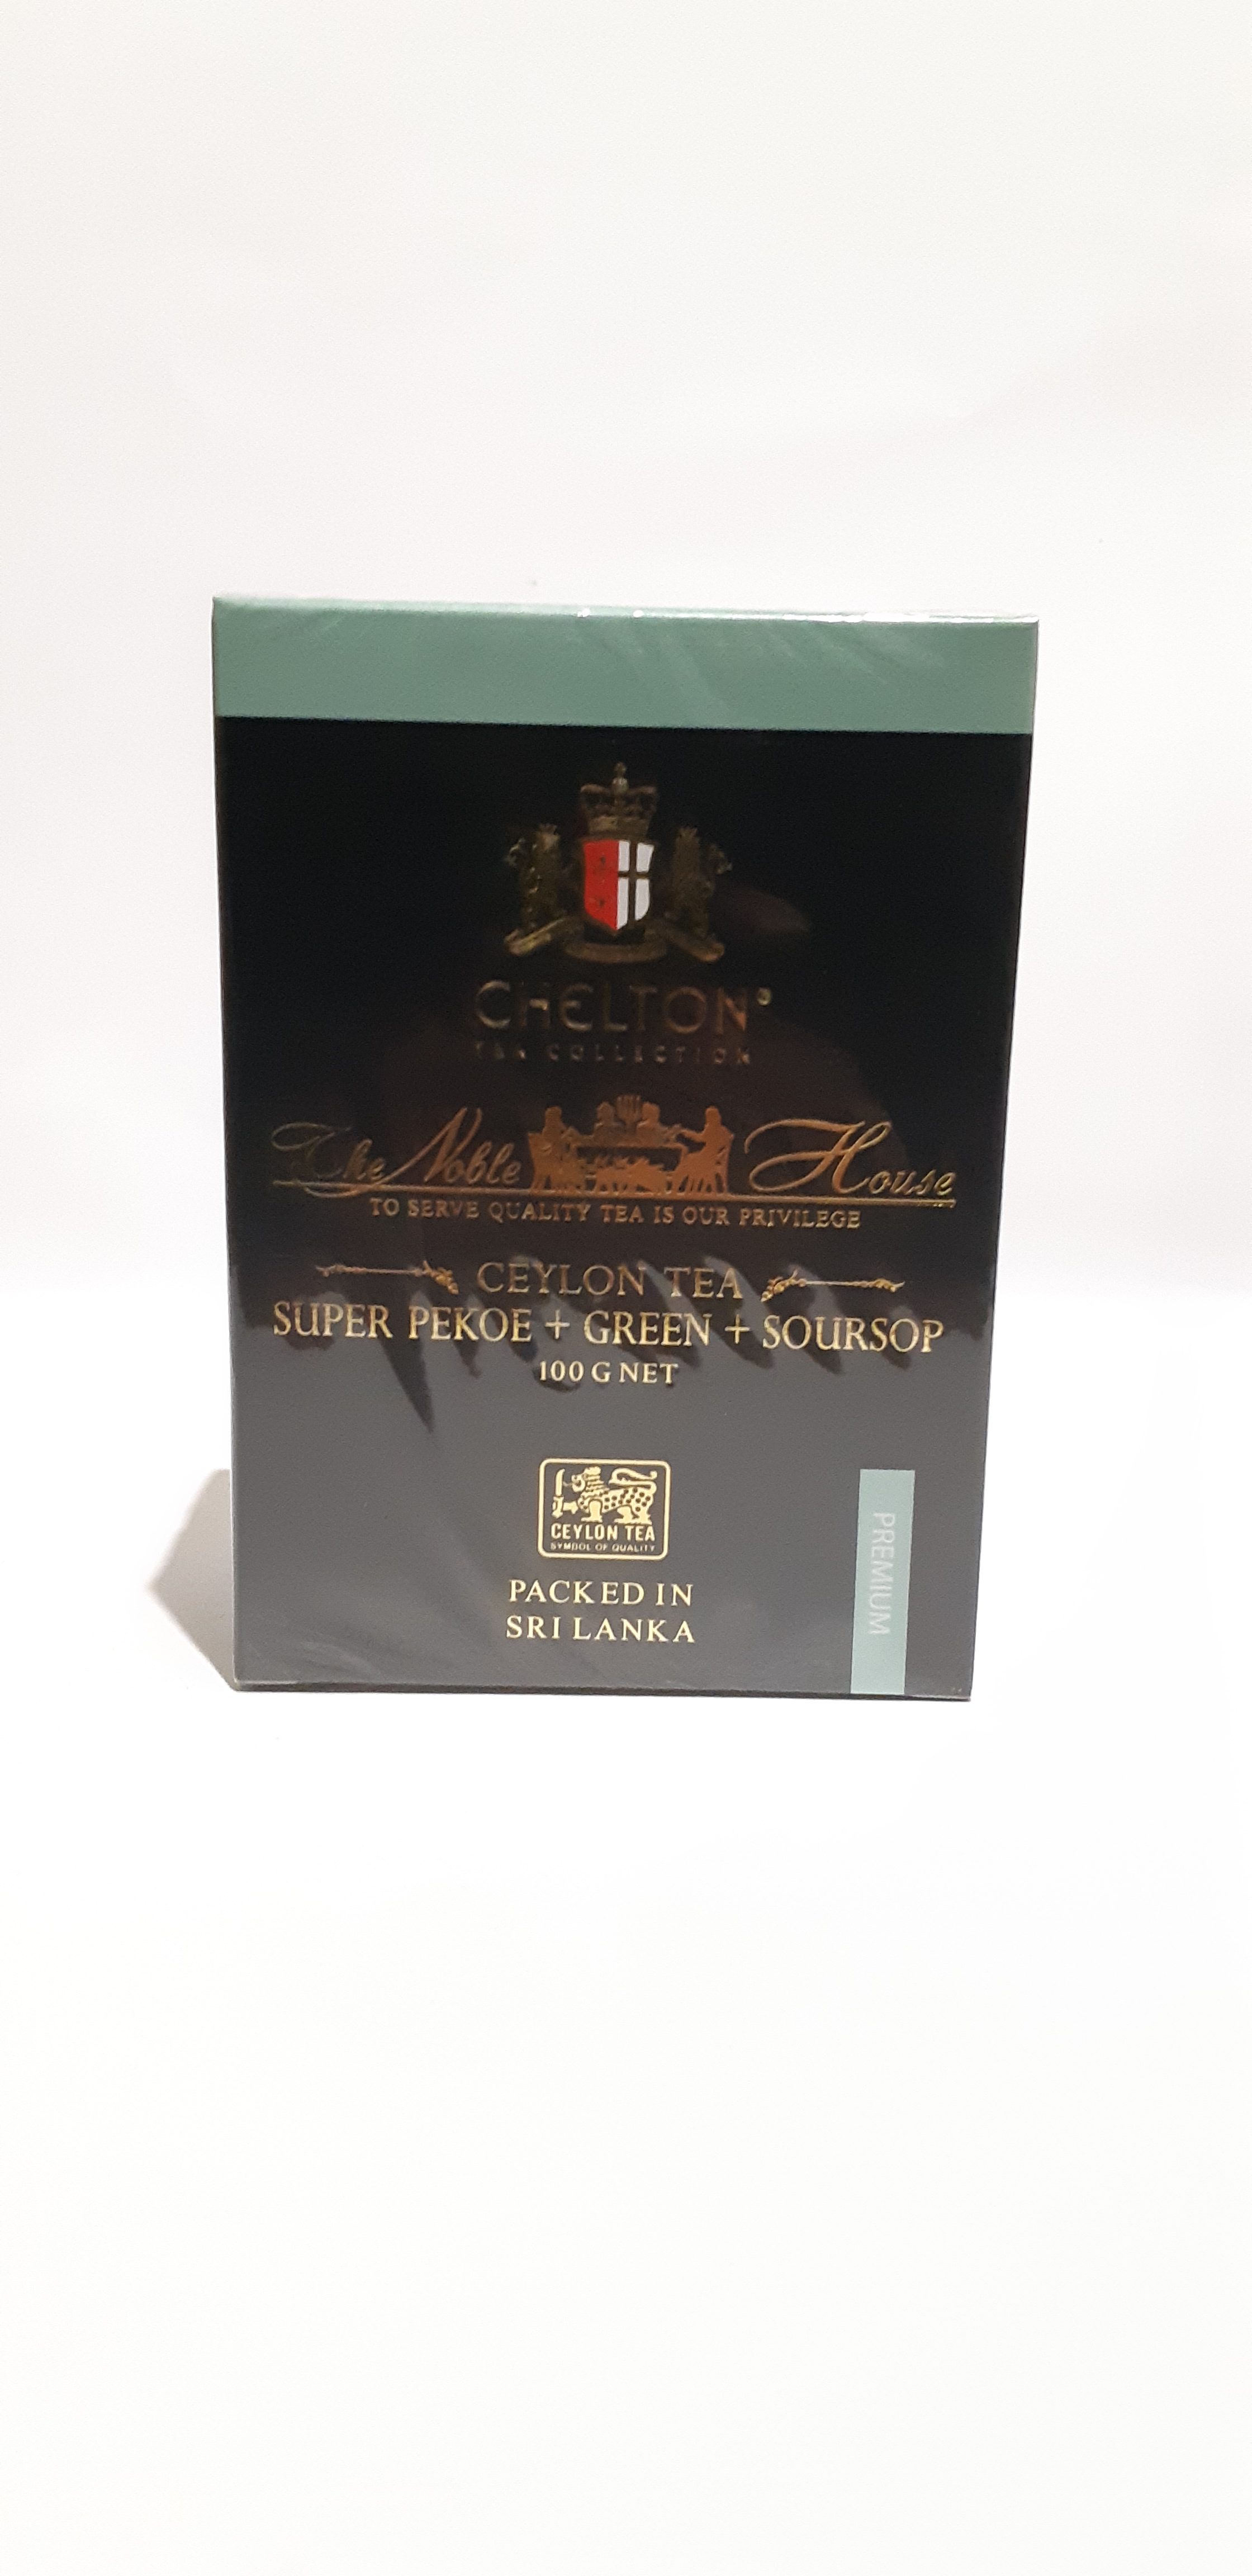 CHELTON®
TEA COLLECTION
The Noble House
TO SERVE QUALITY TEA IS OUR PRIVILEGE
CEYLON TEA
SUPER PEKOE + GREEN + SOURSOP
100 G NET
CEYLON TEA
SYMBOL OF QUALITY
PACKED IN
SRI LANKA
PREMIUM